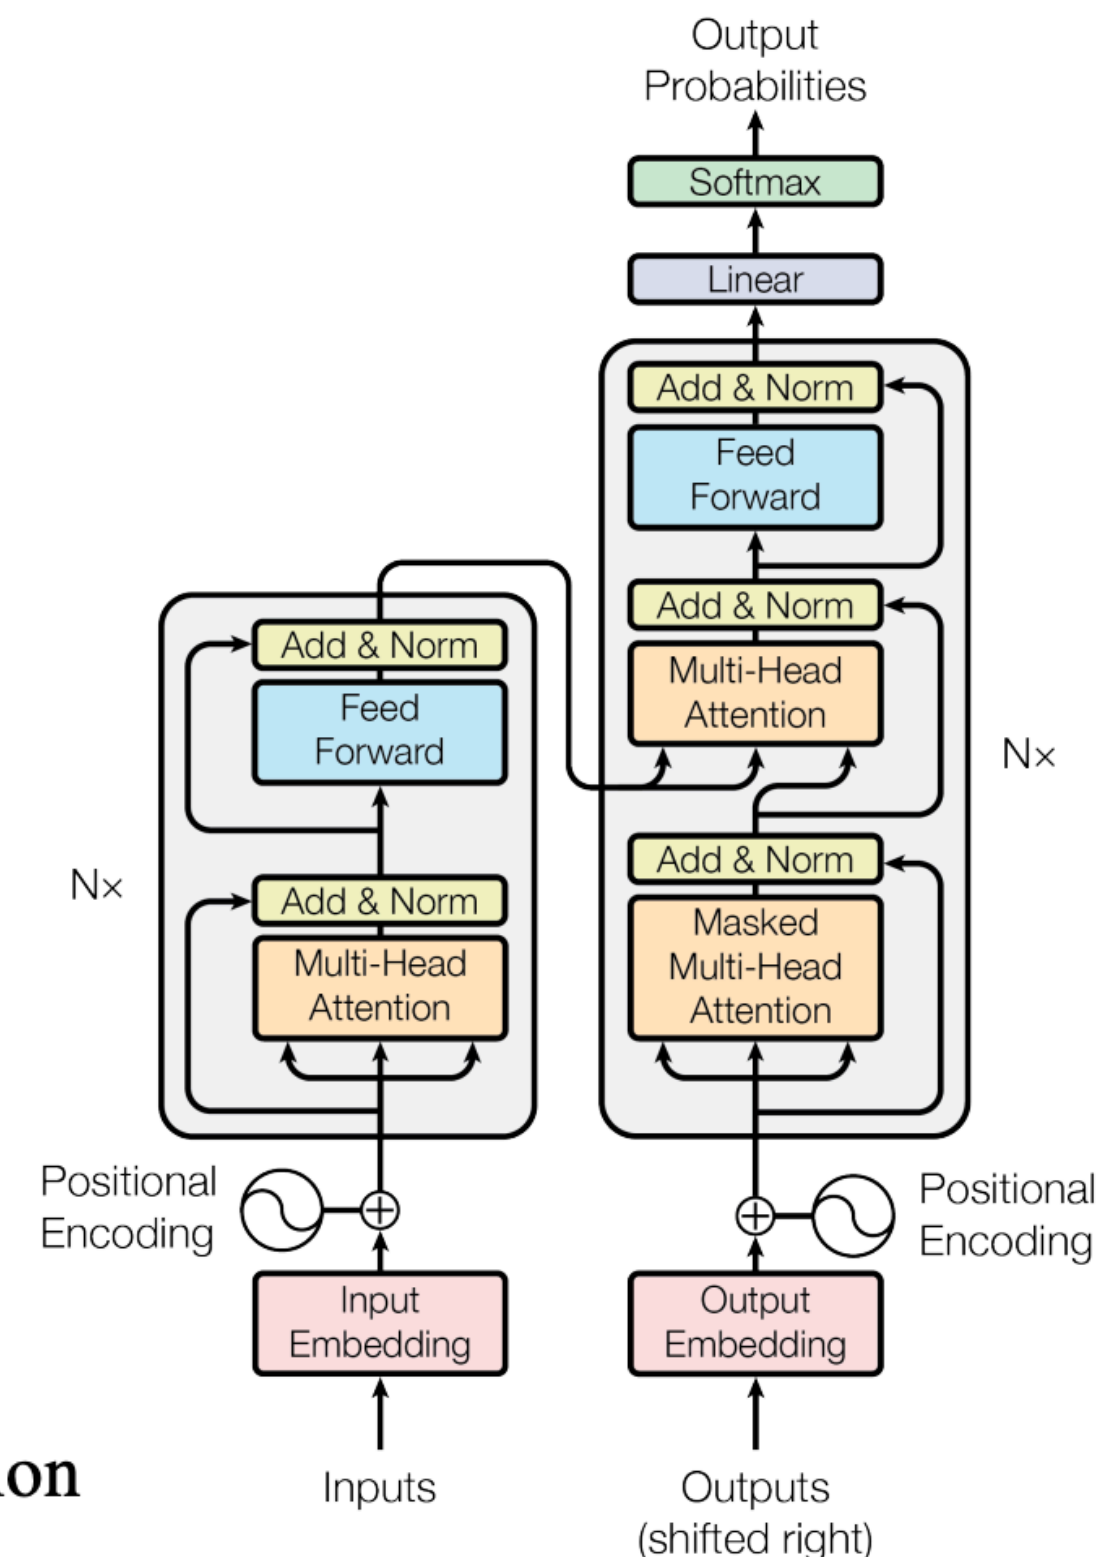 Output
Probabilities
Softmax
Linear
Add & Norm
Feed
Forward
Add & Norm
Multi-Head
Attention
Nx
Add & Norm
Masked
Multi-Head
Attention
Add & Norm
Feed
Forward
Nx
Add & Norm
Multi-Head
Attention
Positional
Encoding
Positional
Encoding
Input
Embedding
Output
Embedding
Inputs
Outputs
(shifted right)